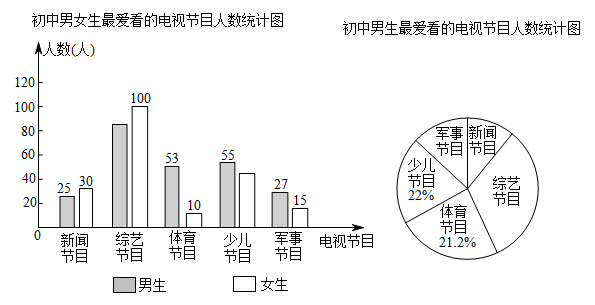 初中男女生最爱看的电视节目人数统计图
人数(人)
120
100
80
60
40
20
0
25
30
100
53
10
55
27
15
新闻
节目
综艺
节目
体育
节目
少儿
节目
军事
节目
电视节目
男生
女生
初中男生最爱看的电视节目人数统计图
军事
节目
新闻
节目
少儿
节目
22%
综艺
节目
体育
节目
21.2%